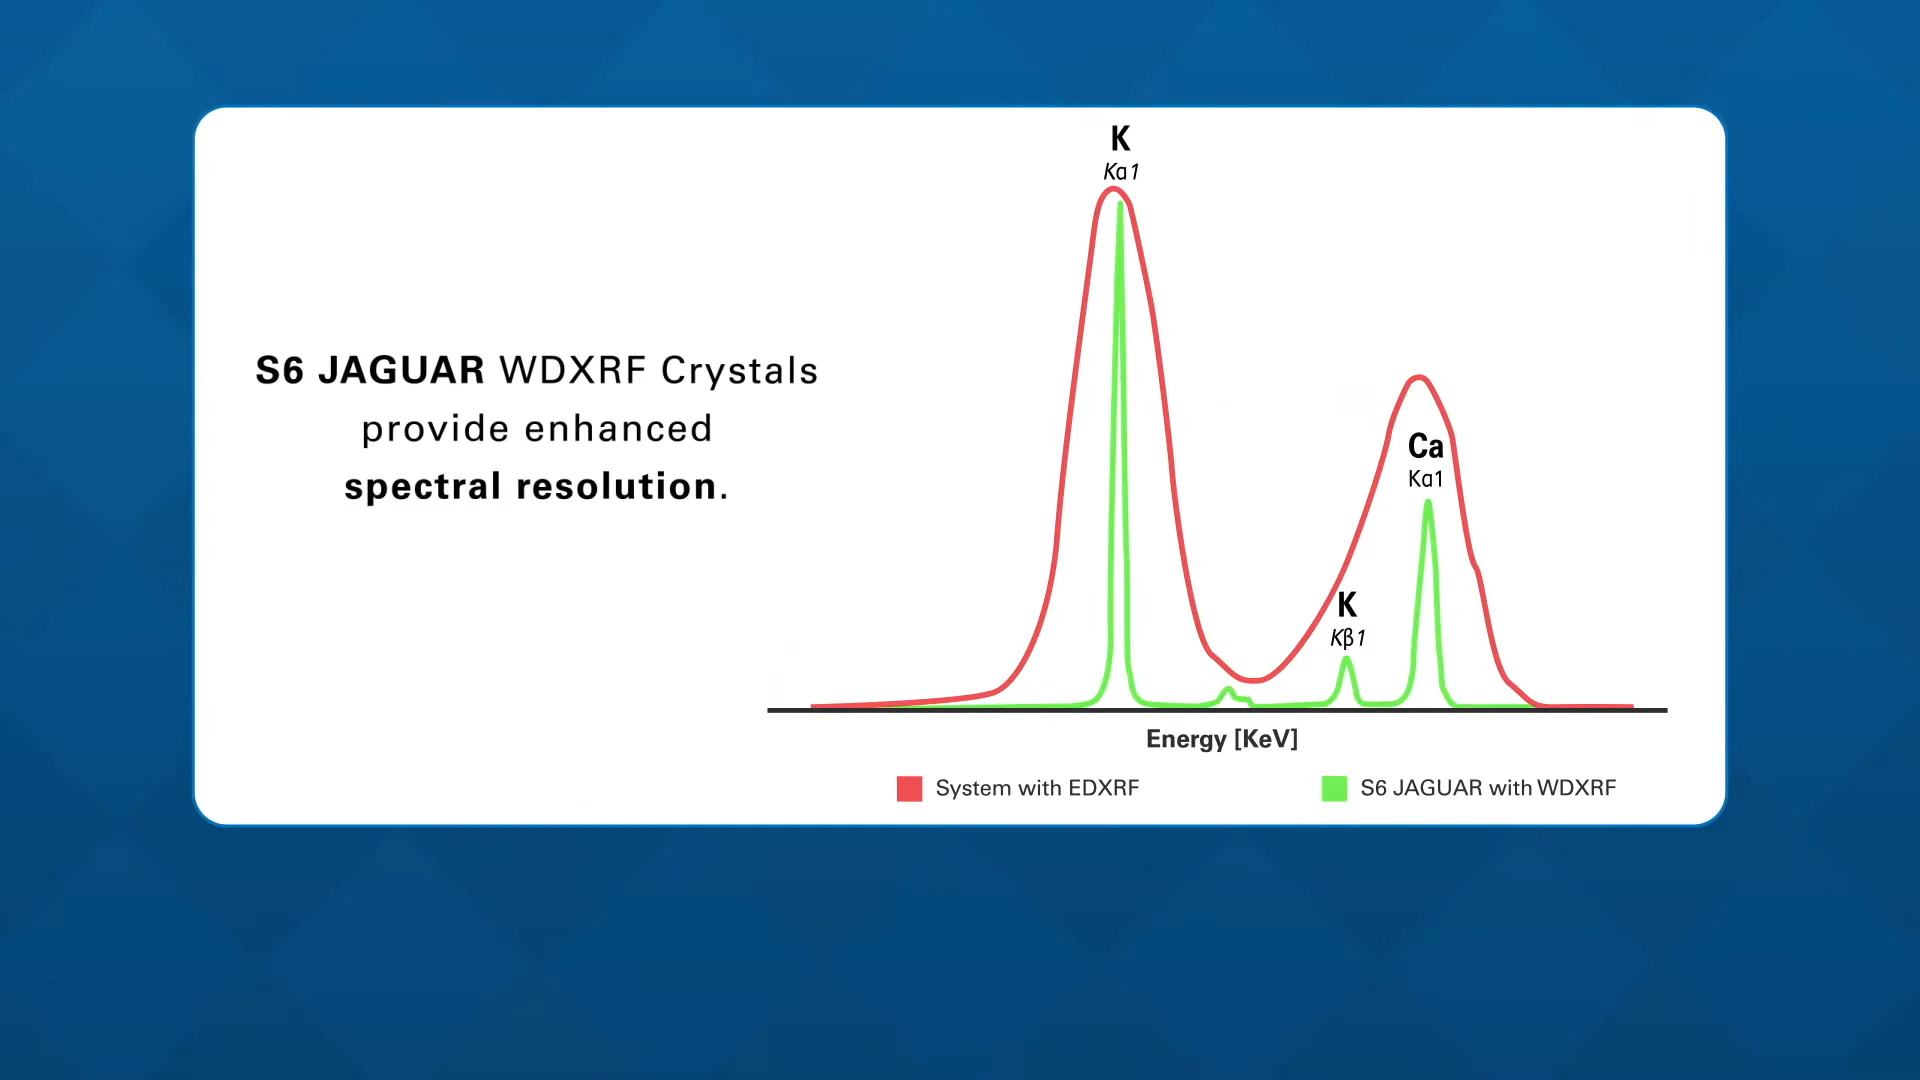 S6 JAGUAR WDXRF Crystals
provide enhanced
spectral resolution.
K
Kα1
Ca
Kα1
K
Kβ1
Energy [KeV]
System with EDXRF
S6 JAGUAR with WDXRF